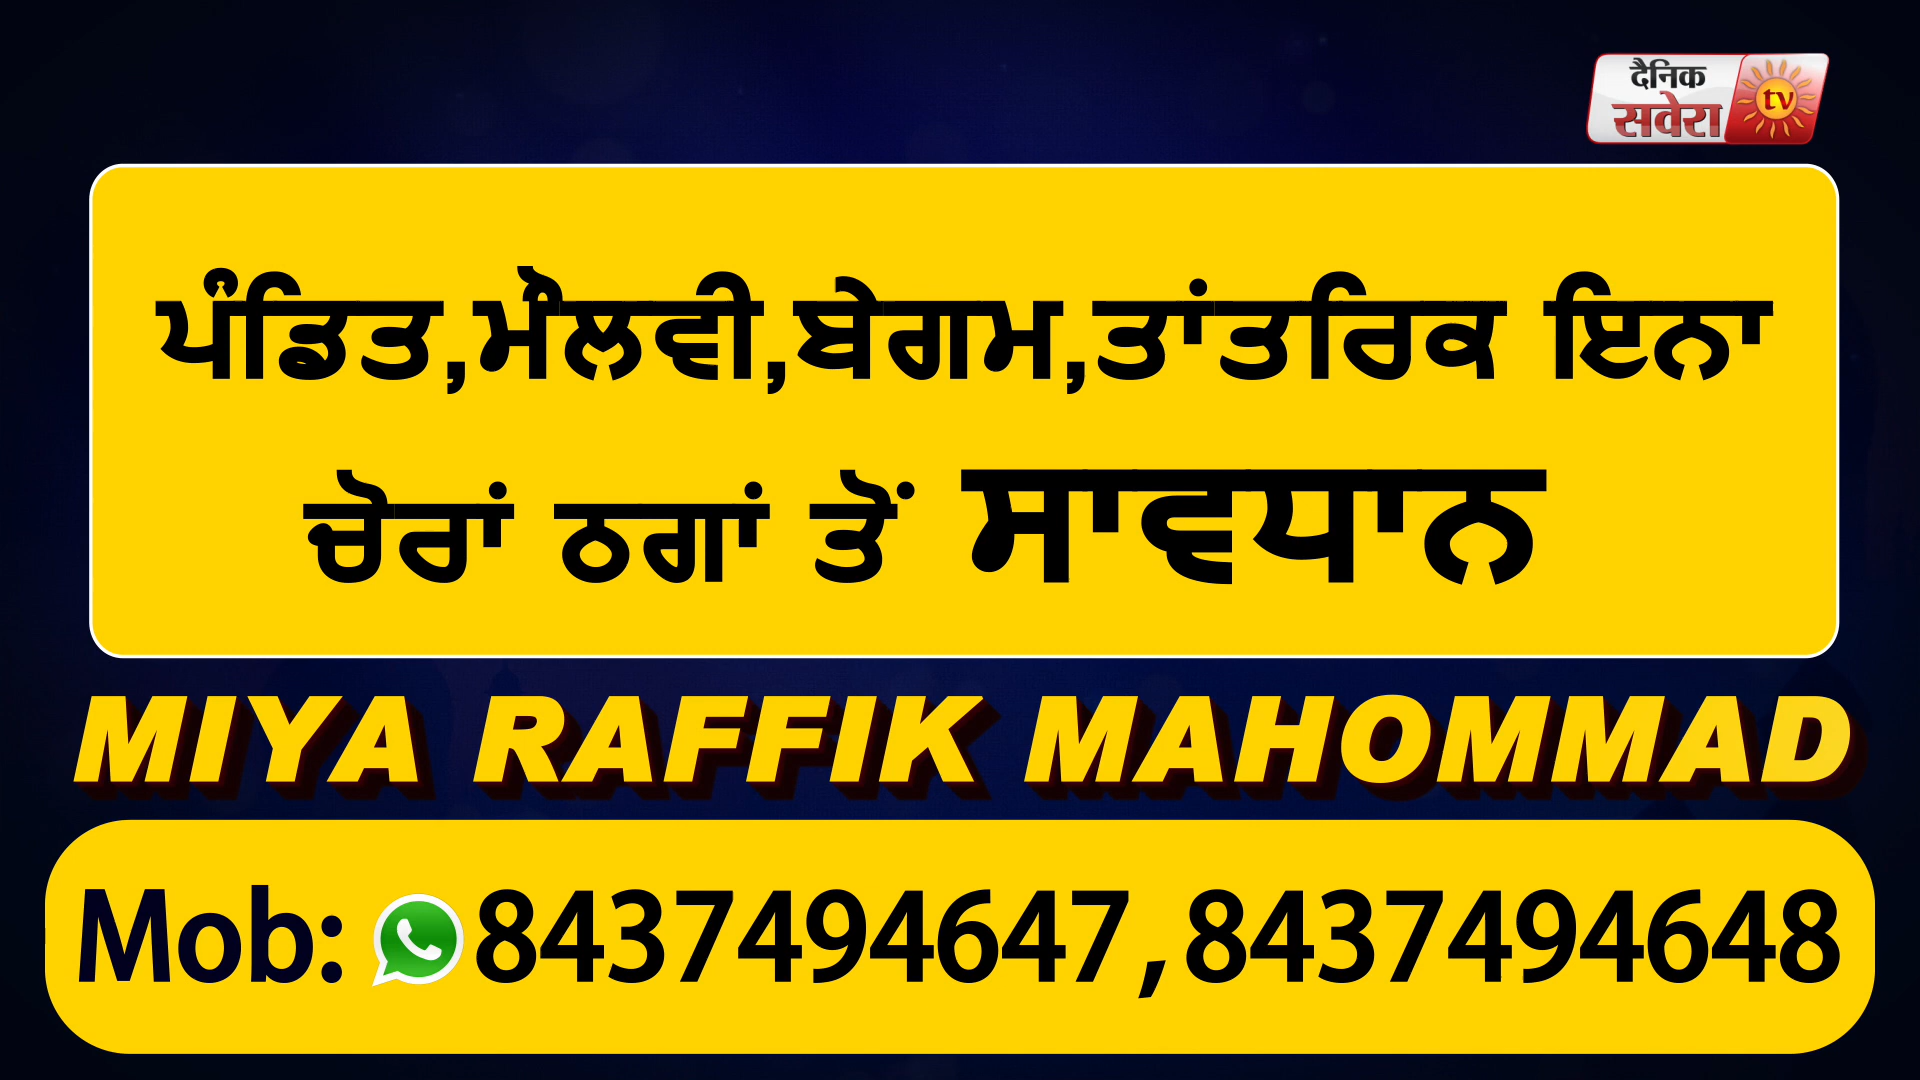 दैनिक
सवेरा tv
ਪੰਡਿਤ,ਮੌਲਵੀ,ਬੇਗਮ,ਤਾਂਤਰਿਕ ਇਨਾ
ਚੋਰਾਂ ਠਗਾਂ ਤੋਂ ਸਾਵਧਾਨ
MIYA RAFFIK MAHOMMAD
Mob: 8437494647,8437494648